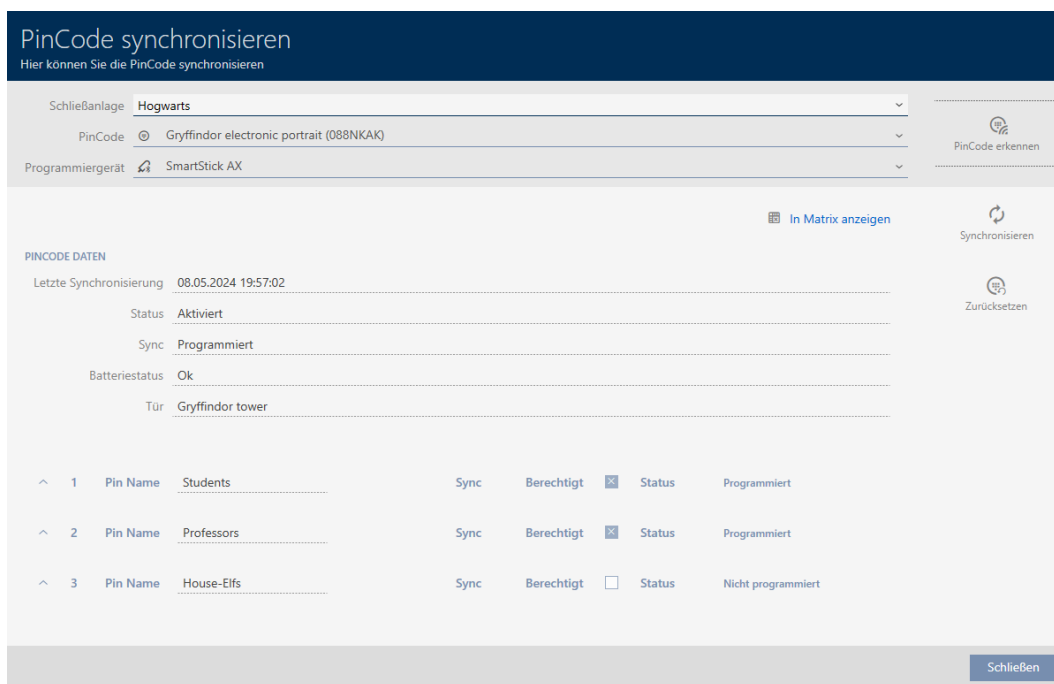 PinCode synchronisieren
Hier können Sie die PinCode synchronisieren
Schließanlage Hogwarts
PinCode Gryffindor electronic portrait (088NKAK)
Programmiergerät SmartStick AX
PinCode erkennen
In Matrix anzeigen
Synchronisieren
Zurücksetzen
PINCODE DATEN
Letzte Synchronisierung 08.05.2024 19:57:02
Status Aktiviert
Sync Programmiert
Batteriestatus Ok
Tür Gryffindor tower
1 Pin Name Students Sync Berechtigt Status Programmiert
2 Pin Name Professors Sync Berechtigt Status Programmiert
3 Pin Name House-Elfs Sync Berechtigt Status Nicht programmiert
Schließen